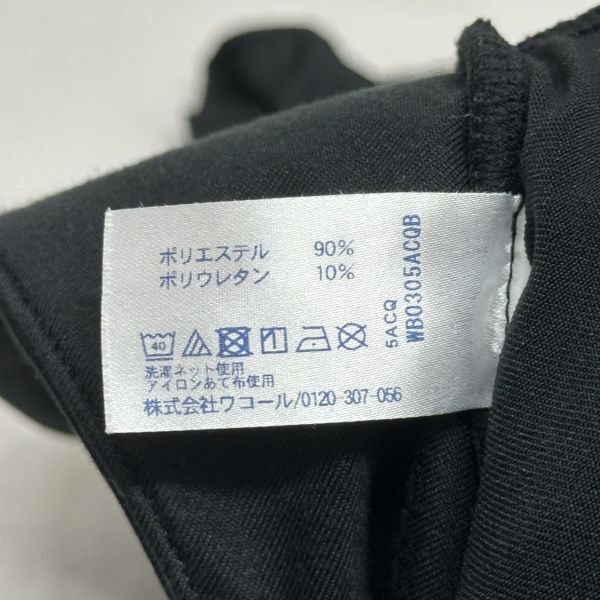 ポリエステル 90%
ポリウレタン 10%
40
洗濯ネット使用
アイロンあて布使用
株式会社ワコール/0120-307-056
5ACQ
WB0305ACQB